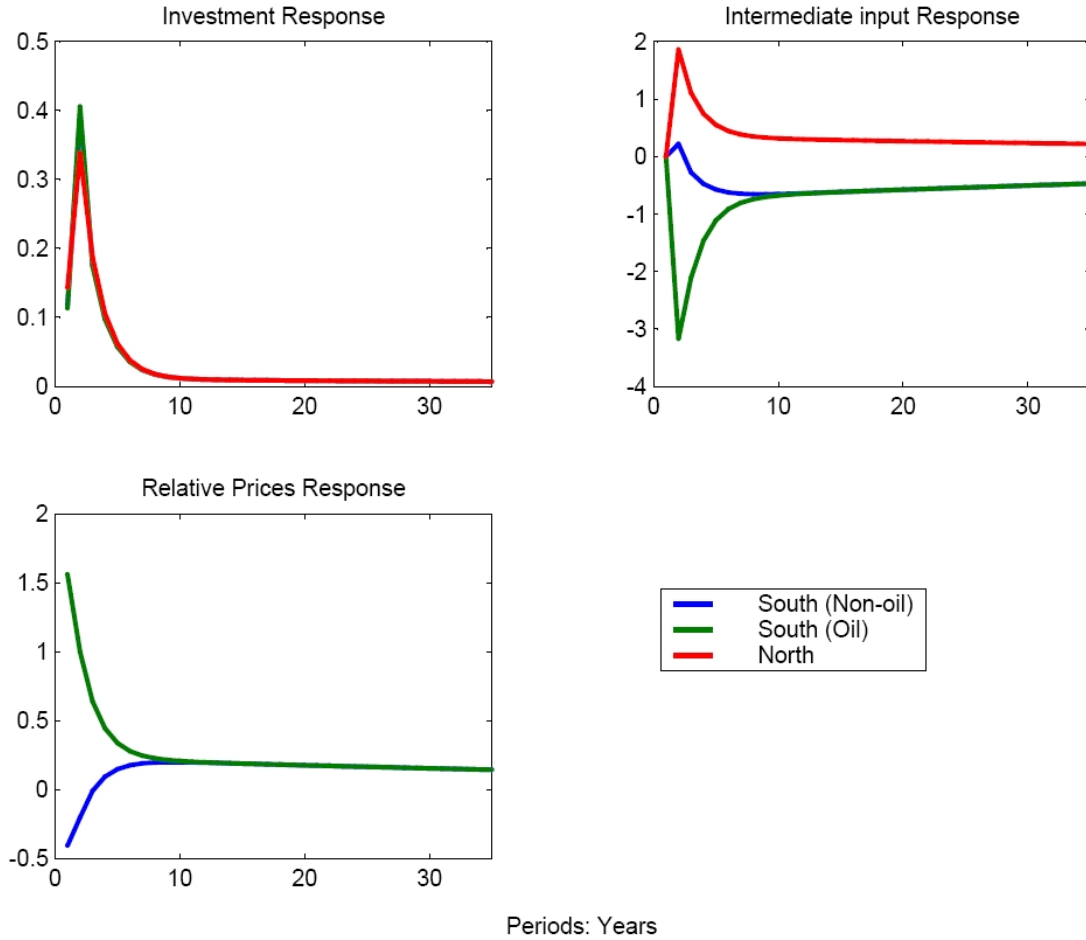 Investment Response
0.5
0.4
0.3
0.2
0.1
0
0 10 20 30
Intermediate input Response
2
1
0
-1
-2
-3
-4
0 10 20 30
Relative Prices Response
2
1.5
1
0.5
0
-0.5
0 10 20 30
South (Non-oil)
South (Oil)
North
Periods: Years